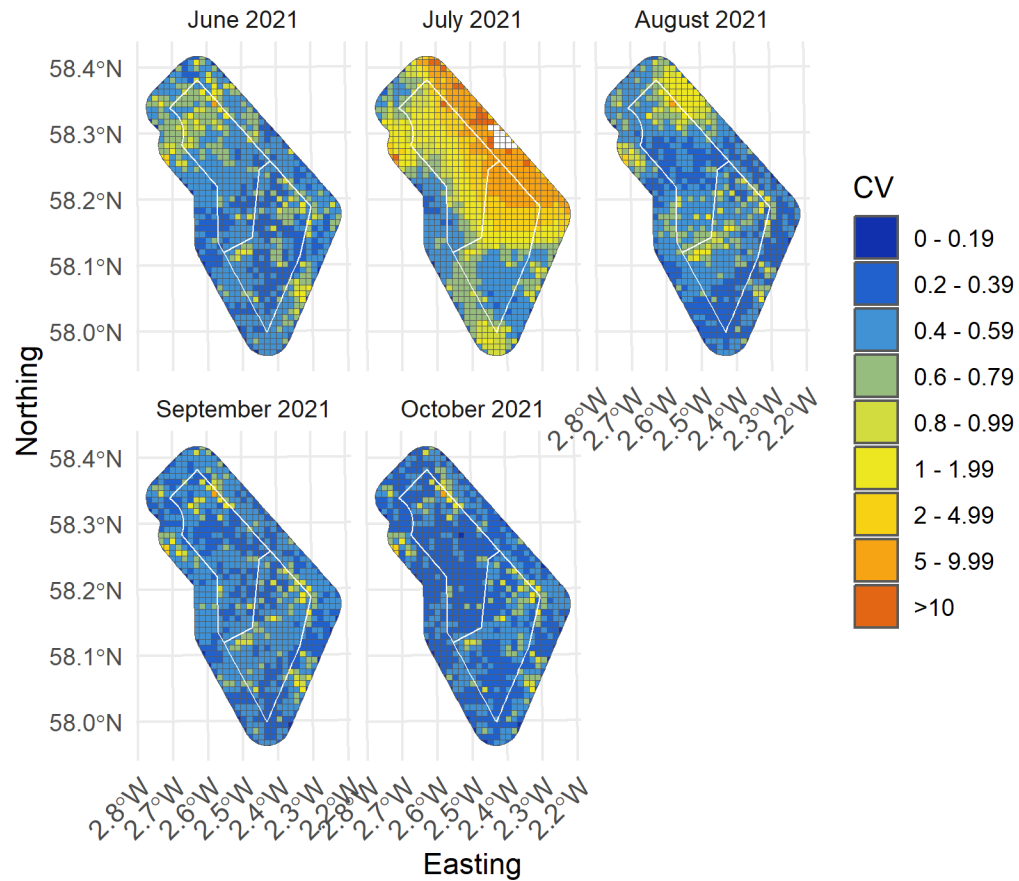 June 2021
July 2021
August 2021
58.4°N
58.3°N
58.2°N
58.1°N
58.0°N
2.8°W
2.7°W
2.6°W
2.5°W
2.4°W
2.3°W
2.2°W
September 2021
October 2021
58.4°N
58.3°N
58.2°N
58.1°N
58.0°N
2.8°W
2.7°W
2.6°W
2.5°W
2.4°W
2.3°W
2.2°W
2.8°W
2.7°W
2.6°W
2.5°W
2.4°W
2.3°W
2.2°W
Northing
Easting
CV
0 - 0.19
0.2 - 0.39
0.4 - 0.59
0.6 - 0.79
0.8 - 0.99
1 - 1.99
2 - 4.99
5 - 9.99
>10